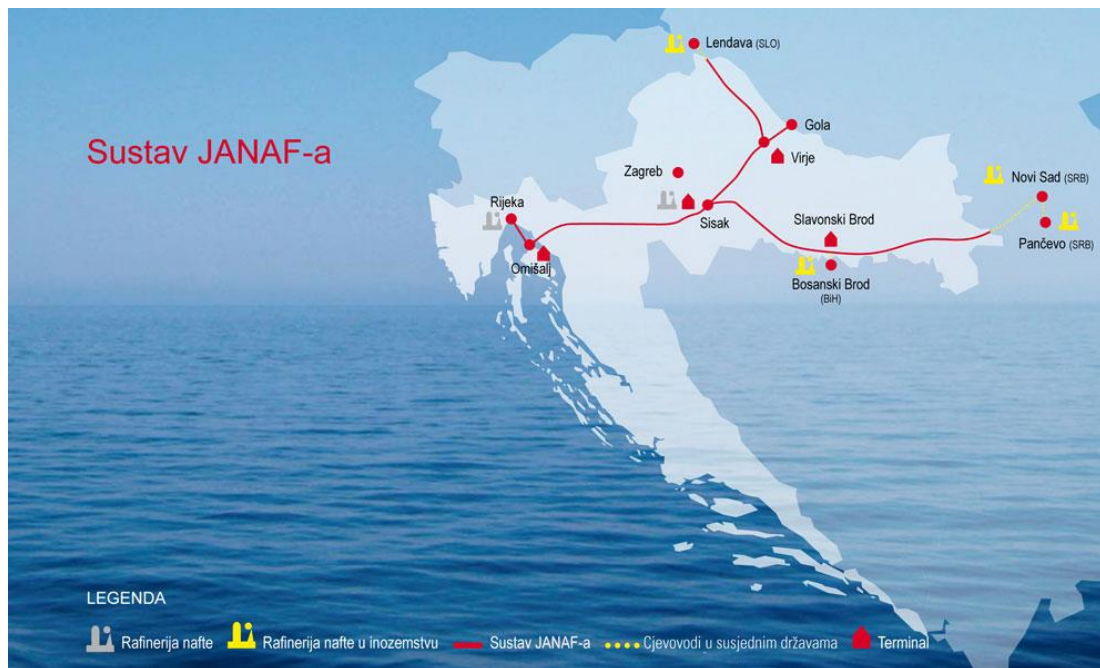 Lendava (SLO)
Gola
Sustav JANAF-a
Virje
Zagreb
Novi Sad (SRB)
Rijeka
Sisak
Slavonski Brod
Pančevo (SRB)
Omišalj
Bosanski Brod
(BiH)
LEGENDA
Rafinerija nafte
Rafinerija nafte u inozemstvu
Sustav JANAF-a
Cjevovodi u susjednim državama
Terminal